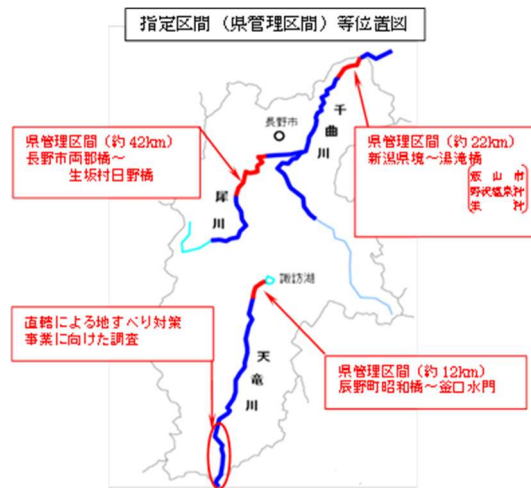 指定区間（県管理区間）等位置図
長野市
千曲川
県管理区間（約42km）
長野市両郡橋～
生坂村日野橋
県管理区間（約22km）
新潟県境～湯滝橋
飯山市
野沢温泉村
栄村
犀川
諏訪湖
直轄による地すべり対策
事業に向けた調査
天竜川
県管理区間（約12km）
辰野町昭和橋～釜口水門